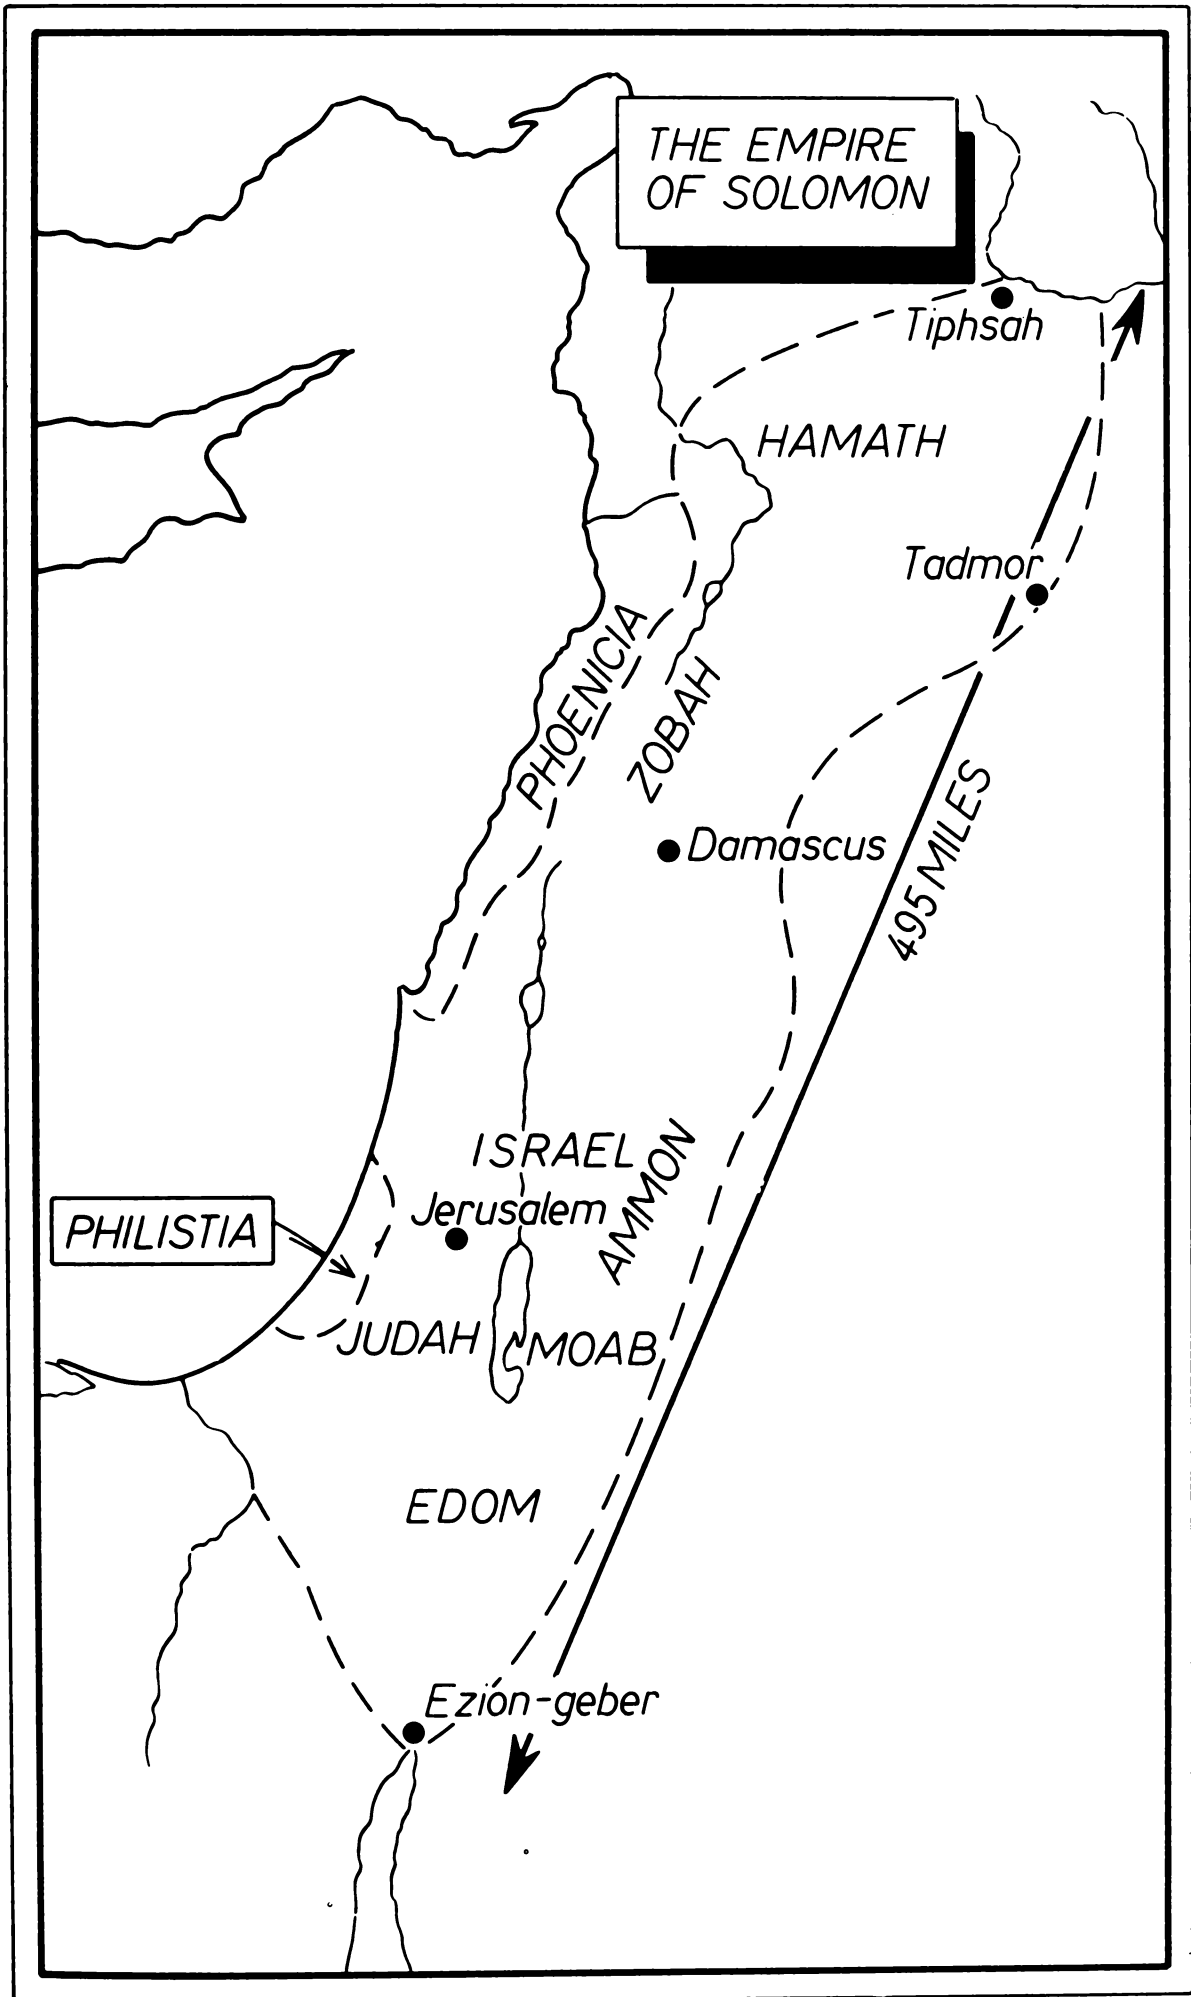 THE EMPIRE
OF SOLOMON
Tiphsah
HAMATH
Tadmor
PHOENICIA
ZOBAH
Damascus
495 MILES
ISRAEL
AMMON
Jerusalem
PHILISTIA
JUDAH
MOAB
EDOM
Ezion-geber